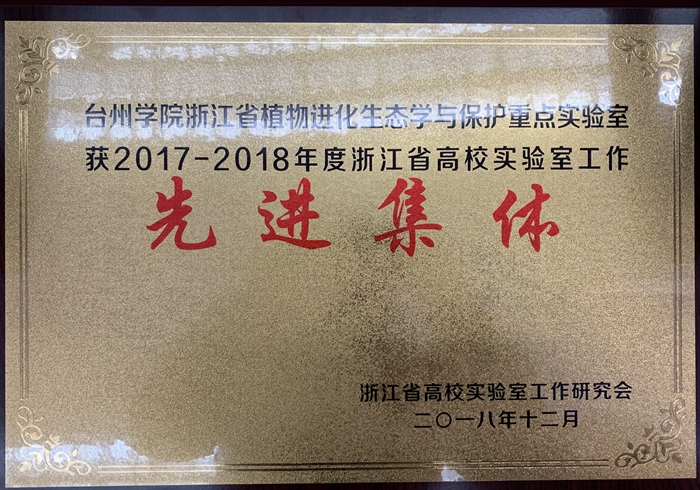 台州学院浙江省植物进化生态学与保护重点实验室
获2017-2018年度浙江省高校实验室工作
先进集体
浙江省高校实验室工作研究会
二〇一八年十二月